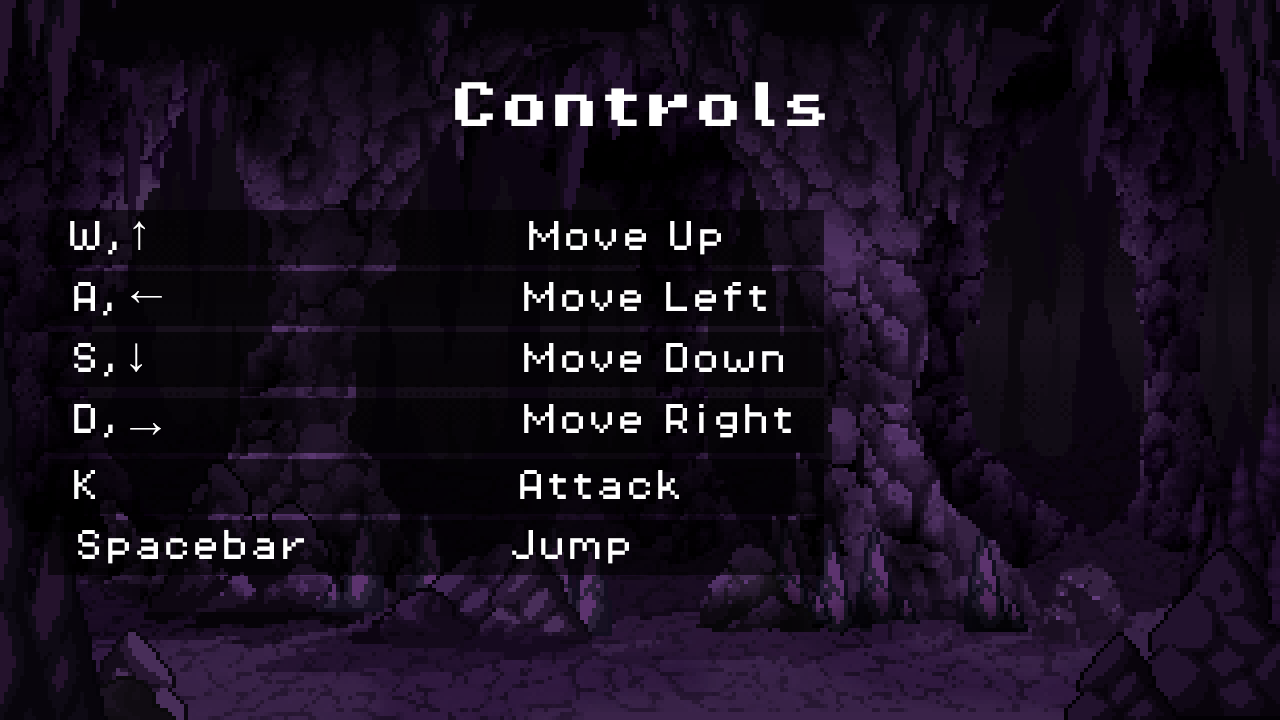 Controls
W,↑ Move Up
A,← Move Left
S,↓ Move Down
D,→ Move Right
K Attack
Spacebar Jump